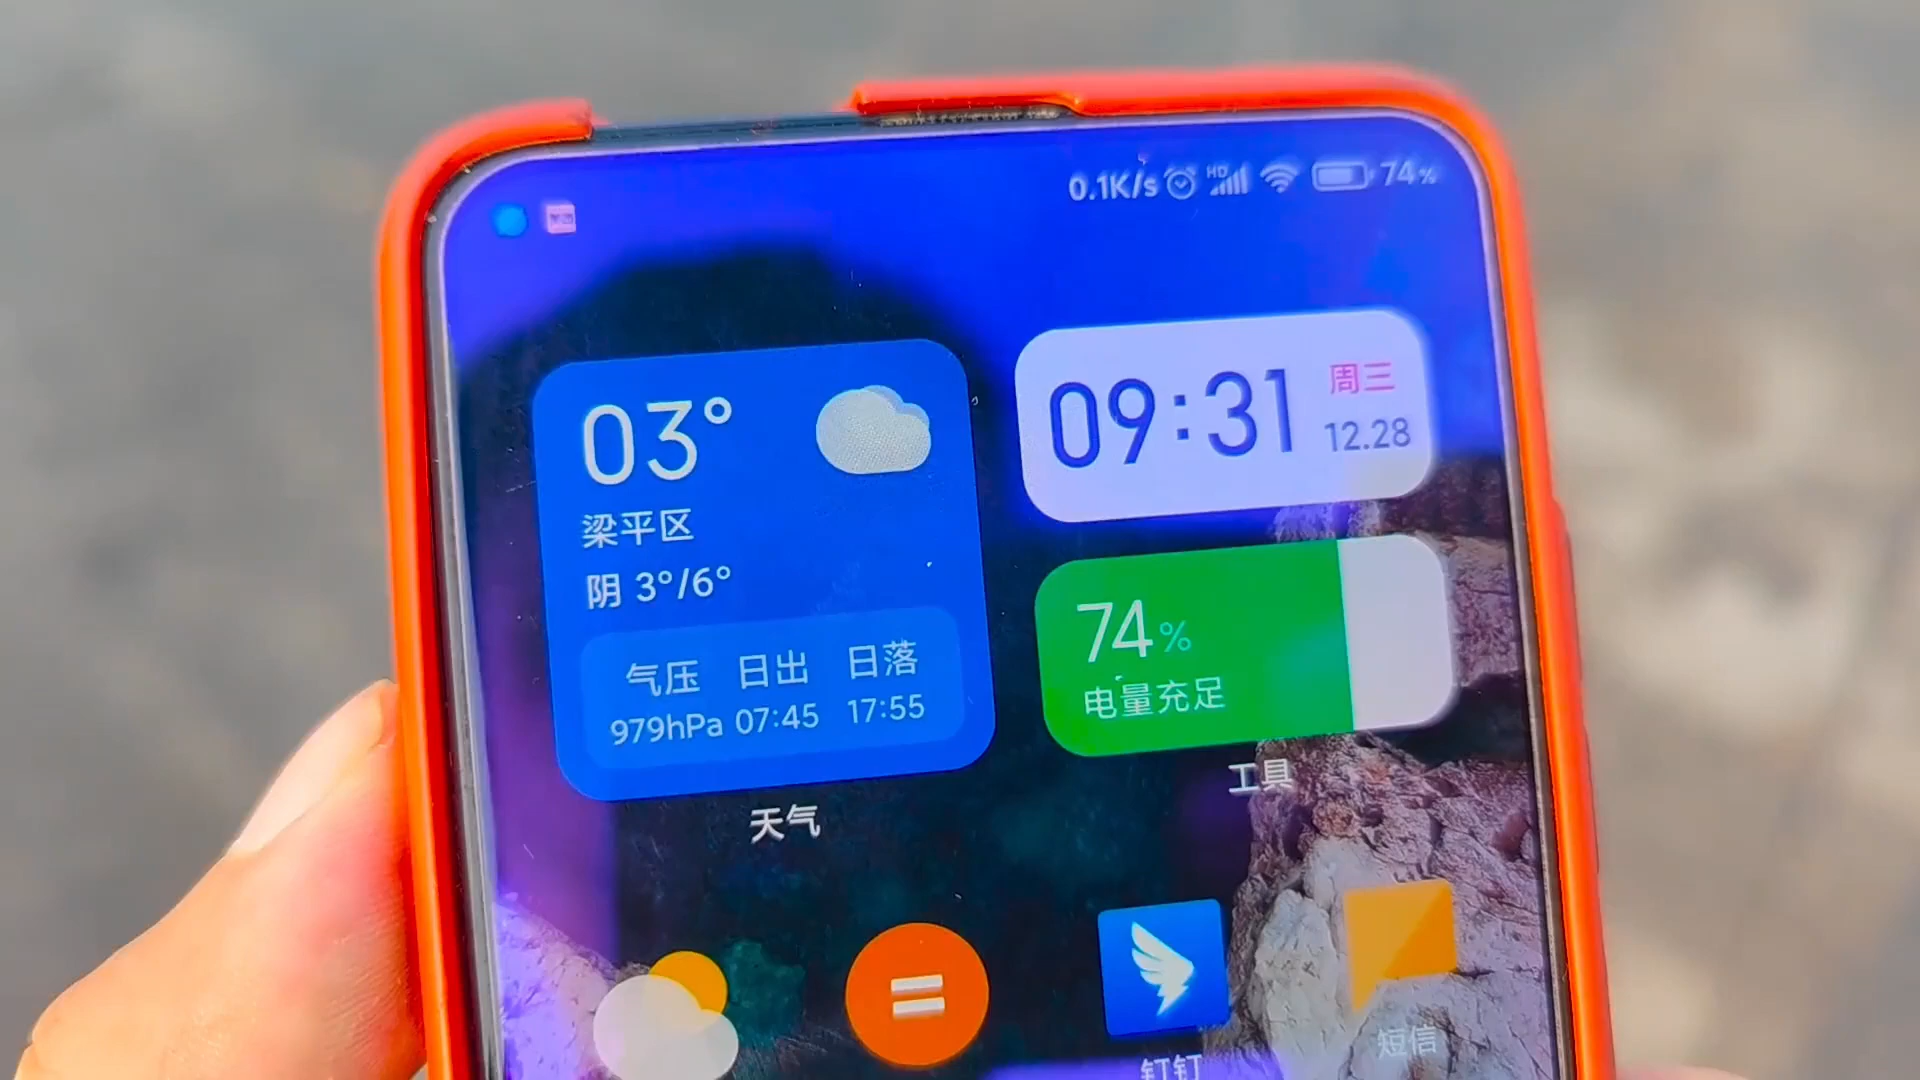 0.1K/s HD 74%
03°
梁平区
阴 3°/6°
气压 日出 日落
979hPa 07:45 17:55
天气
09:31
周三
12.28
74%
电量充足
工具
钉钉
短信